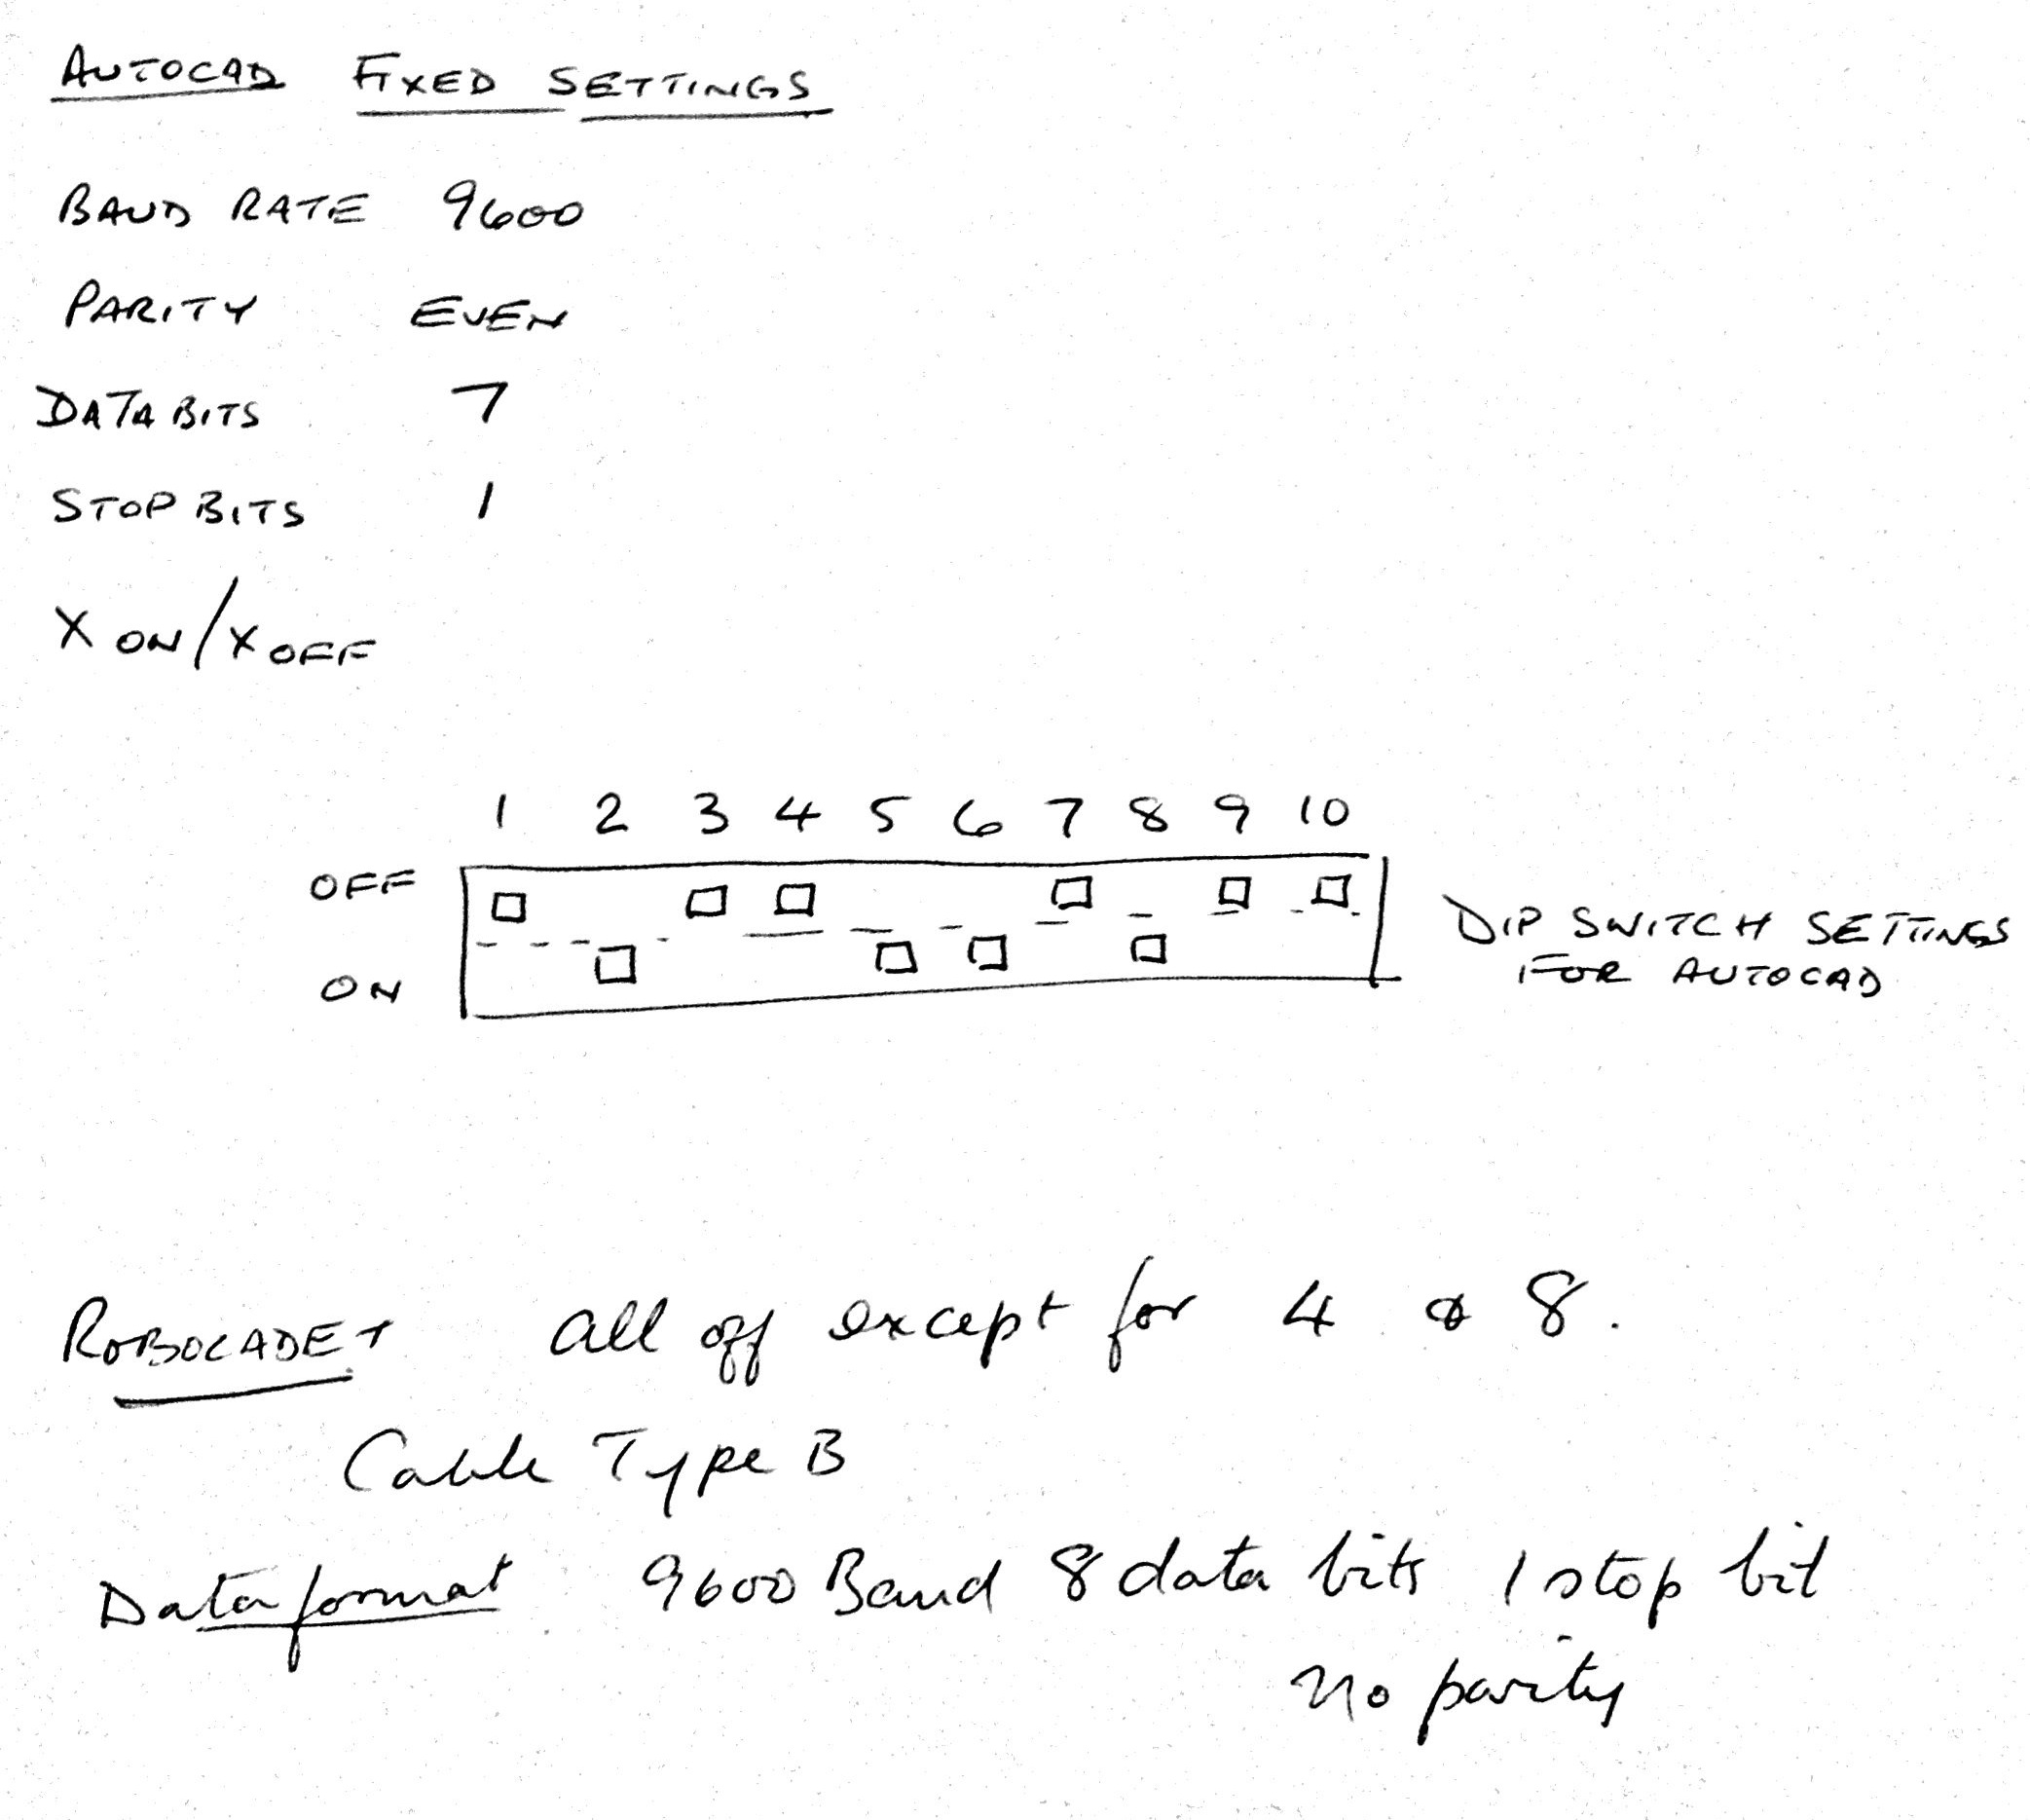 AUTOCAD FIXED SETTINGS
BAUD RATE 9600
PARITY EVEN
DATA BITS 7
STOP BITS 1
X ON/X OFF
1 2 3 4 5 6 7 8 9 10
OFF
ON
DIP SWITCH SETTINGS
FOR AUTOCAD
ROBOCADET all off except for 4 & 8.
Cable Type B
Data format 9600 Baud 8 data bits 1 stop bit
no parity